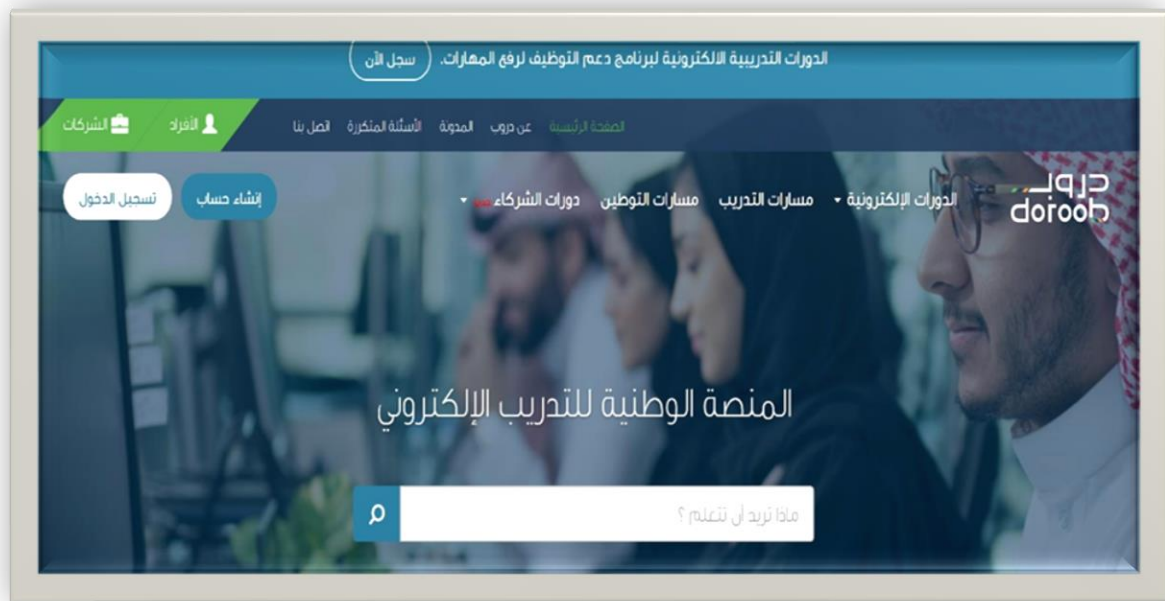 الدورات التدريبية الالكترونية لبرنامج دعم التوظيف لرفع المهارات. سجل الآن
الصفحة الرئيسية عن دروب المدونة الأسئلة المتكررة اتصل بنا الأفراد الشركات
دروب
doroob
الدورات الإلكترونية مسارات التدريب مسارات التوطين دورات الشركاء إنشاء حساب تسجيل الدخول
المنصة الوطنية للتدريب الإلكتروني
ماذا تريد أن تتعلم ؟